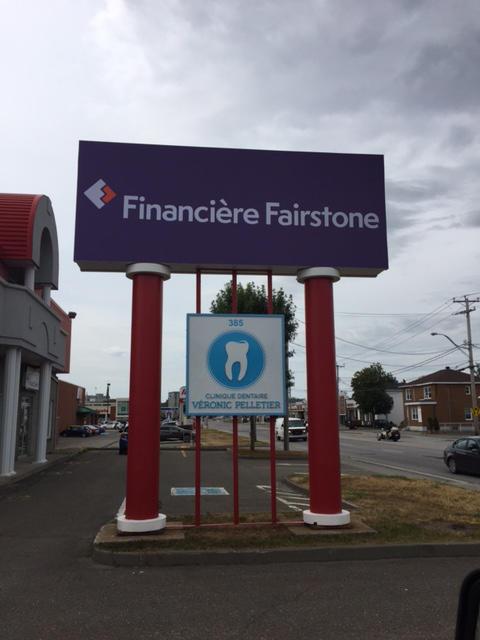 Financière Fairstone
385
CLINIQUE DENTAIRE
VÉRONIC PELLETIER